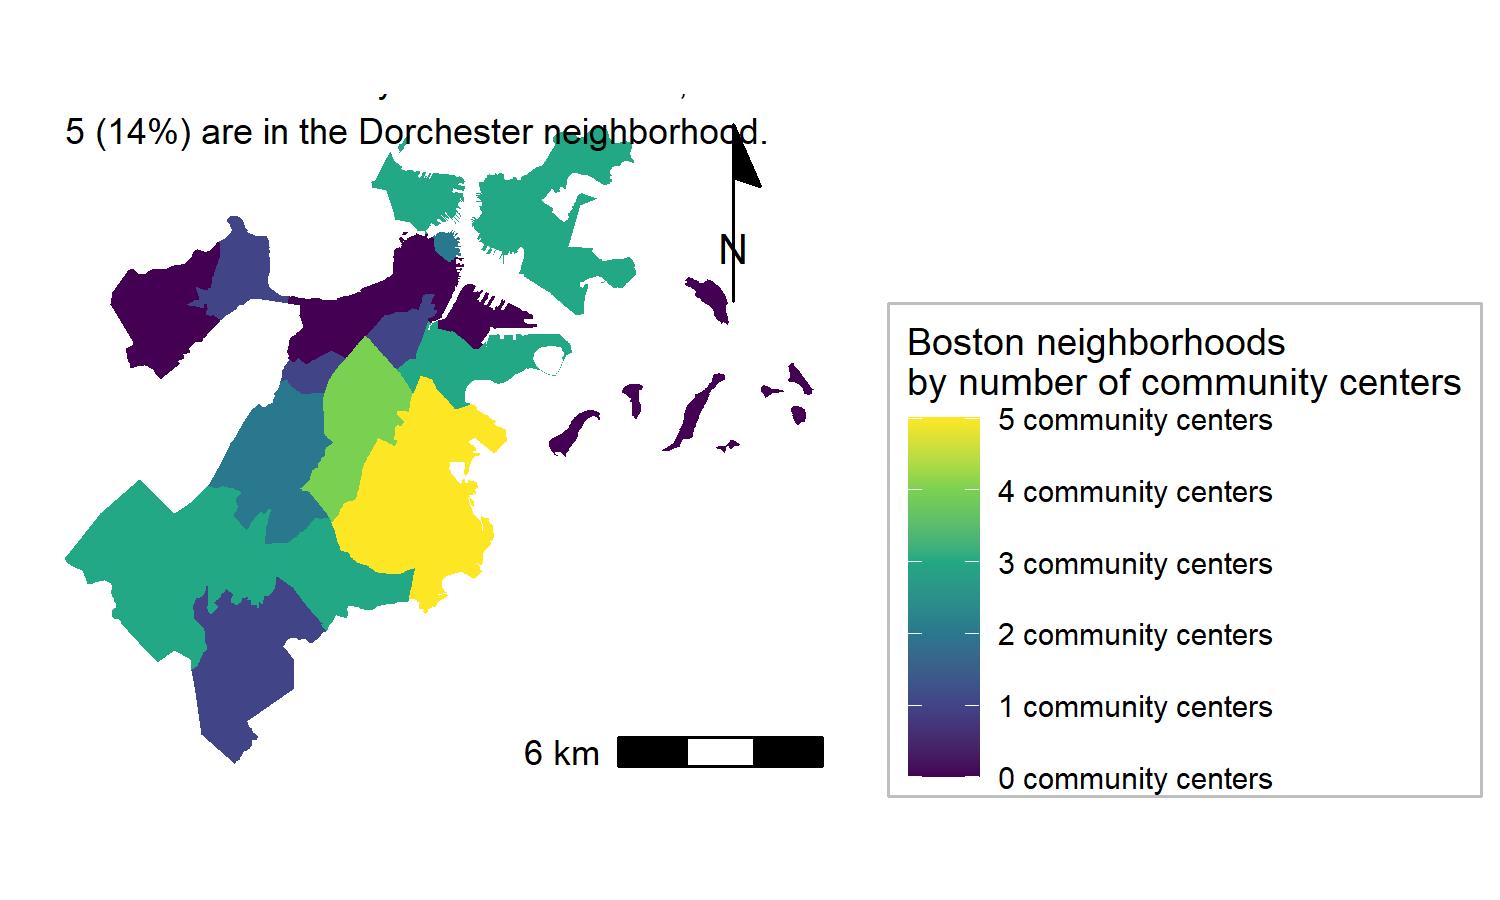 5 (14%) are in the Dorchester neighborhood.
N
6 km
Boston neighborhoods
by number of community centers
5 community centers
4 community centers
3 community centers
2 community centers
1 community centers
0 community centers